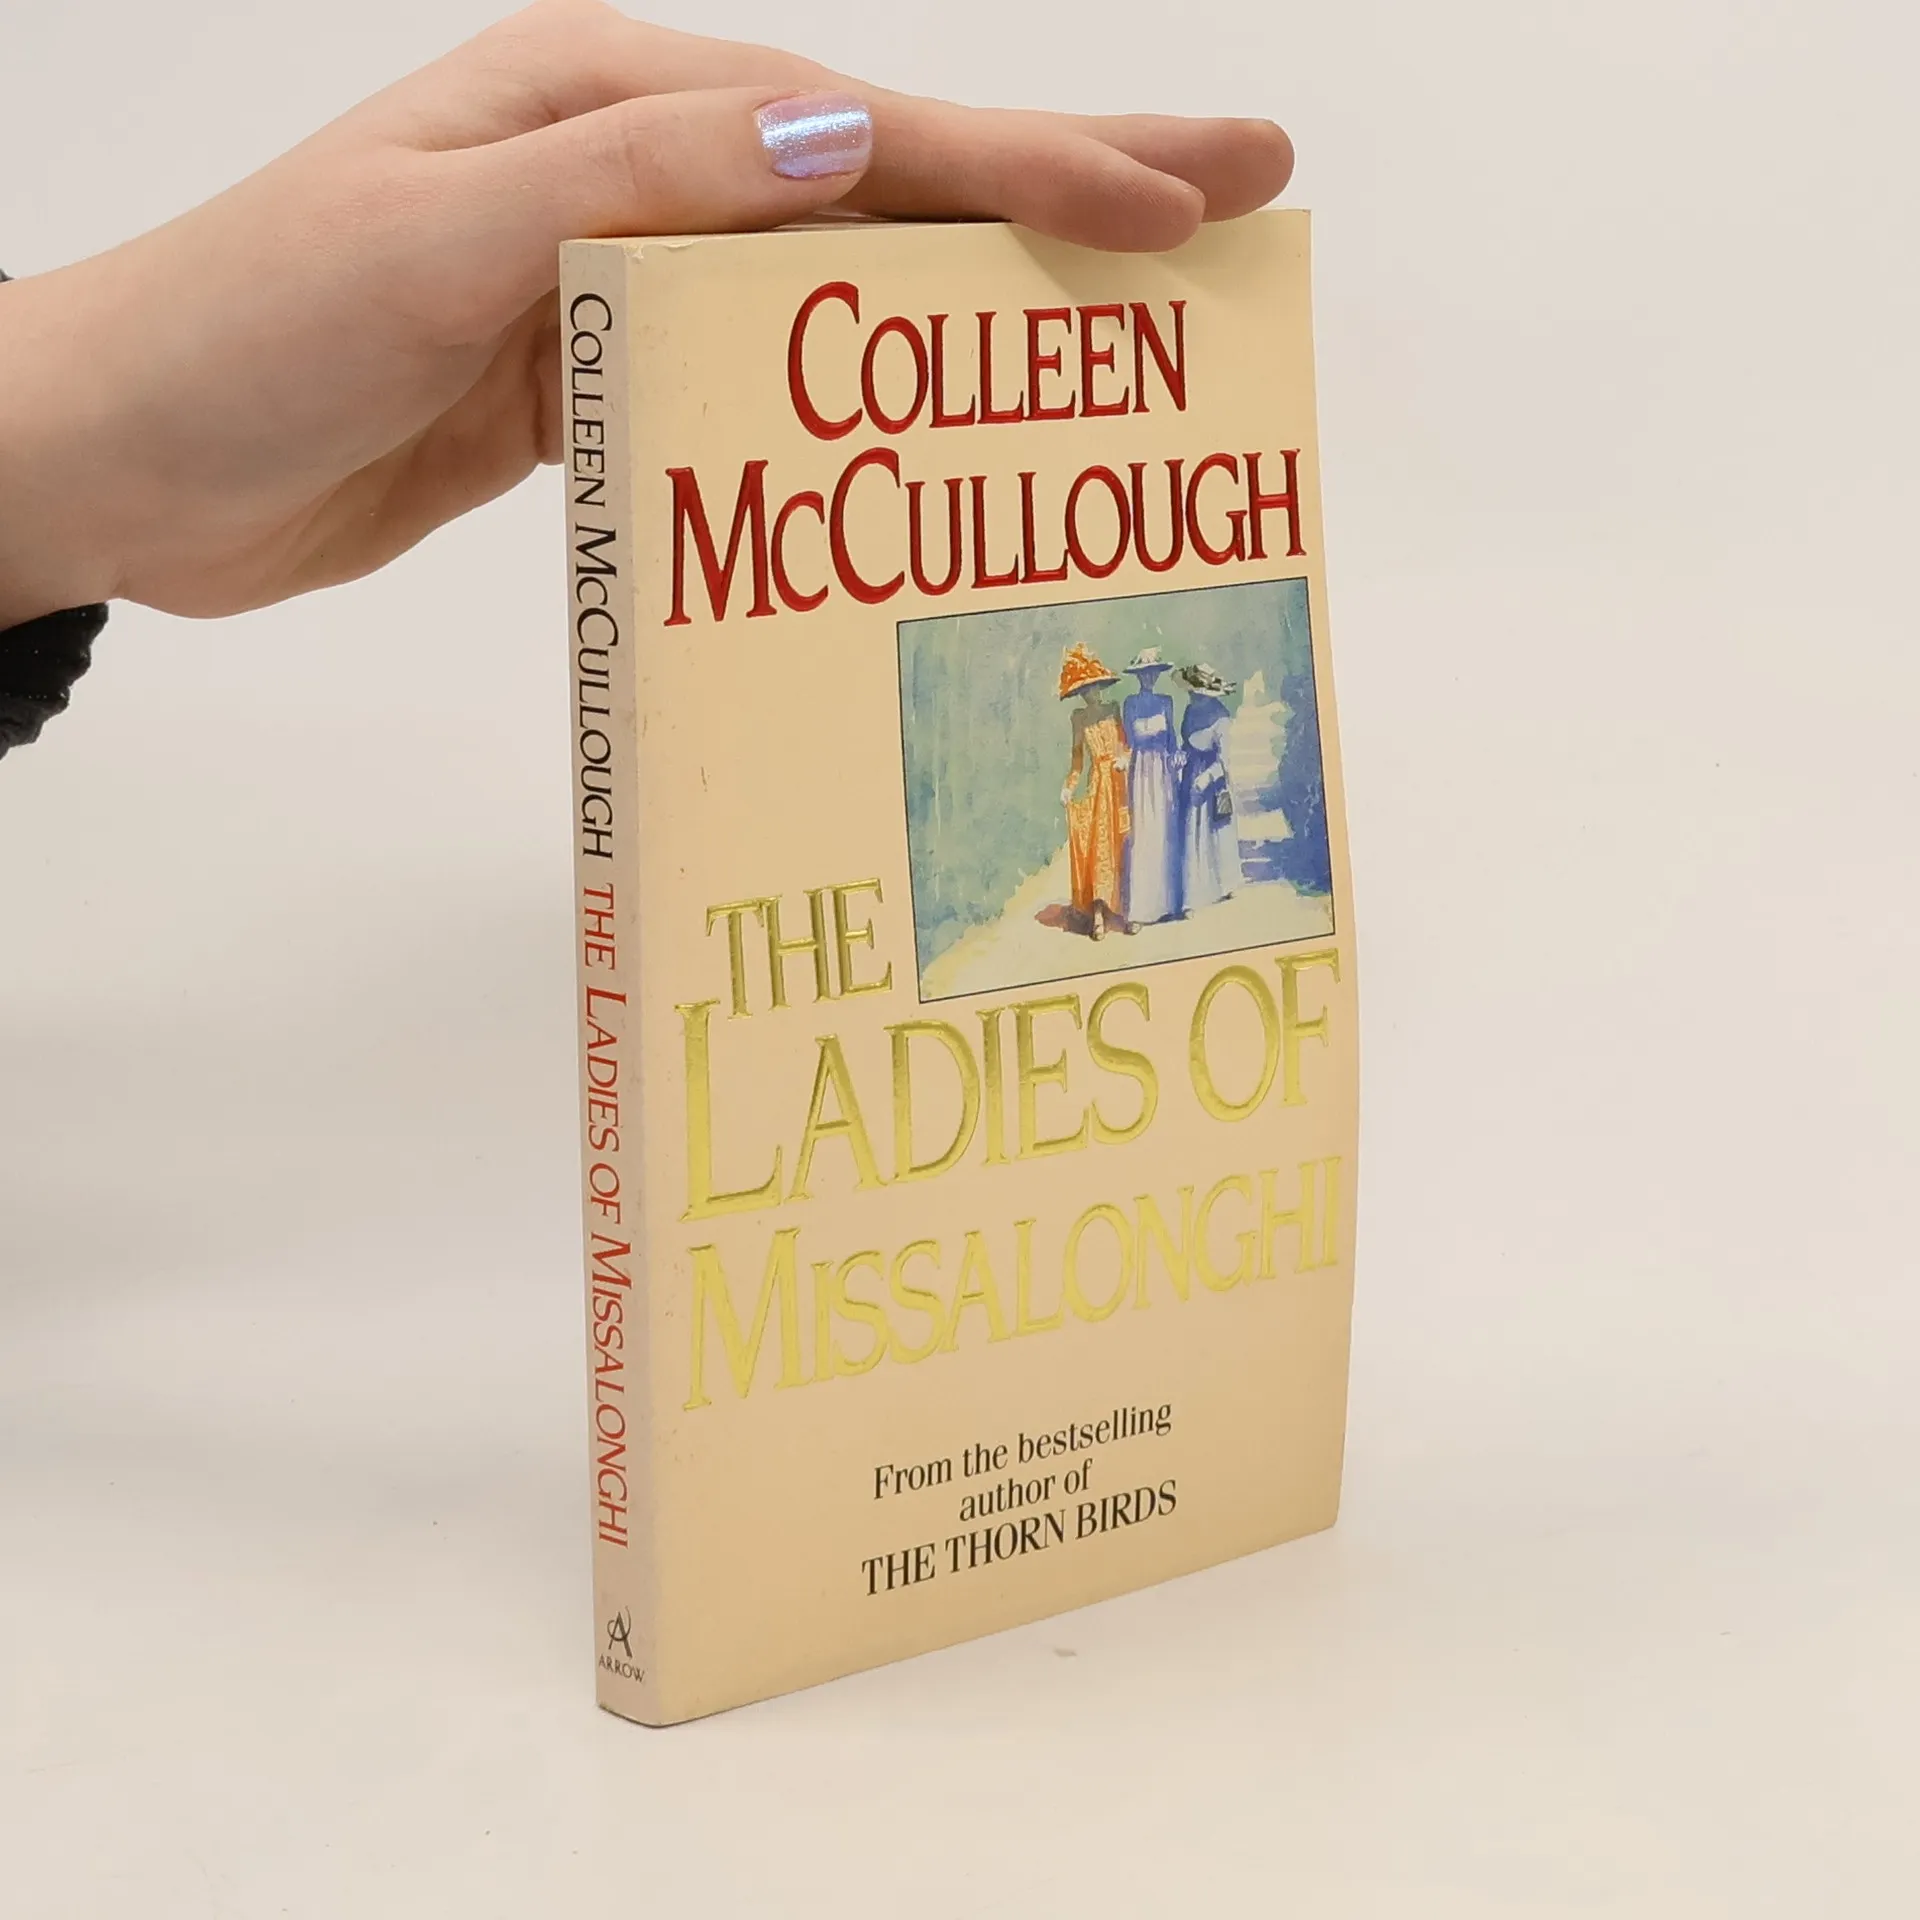 COLLEEN
MCCULLOUGH
THE
LADIES OF
MISSALONGHI
From the bestselling
author of
THE THORN BIRDS
COLLEEN MCCULLOUGH THE LADIES OF MISSALONGHI
ARROW